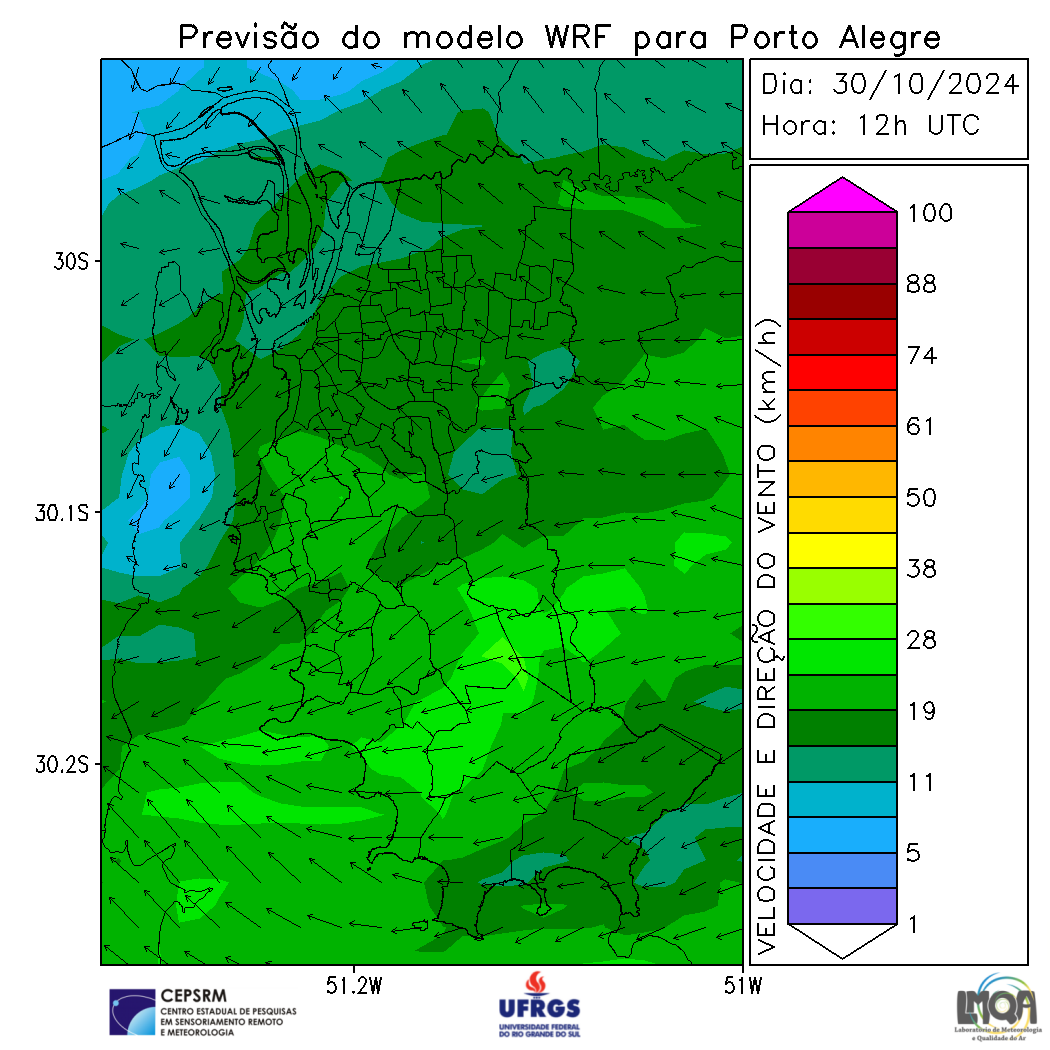 Previsão do modelo WRF para Porto Alegre
Dia: 30/10/2024
Hora: 12h UTC
30S
30.1S
30.2S
51.2W
51W
VELOCIDADE E DIREÇÃO DO VENTO (km/h)
100
88
74
61
50
38
28
19
11
5
1
CEPSRM
CENTRO ESTADUAL DE PESQUISAS
EM SENSORIAMENTO REMOTO
E METEOROLOGIA
UFRGS
UNIVERSIDADE FEDERAL
DO RIO GRANDE DO SUL
LMQA
Laboratório de Meteorologia
e Qualidade do Ar